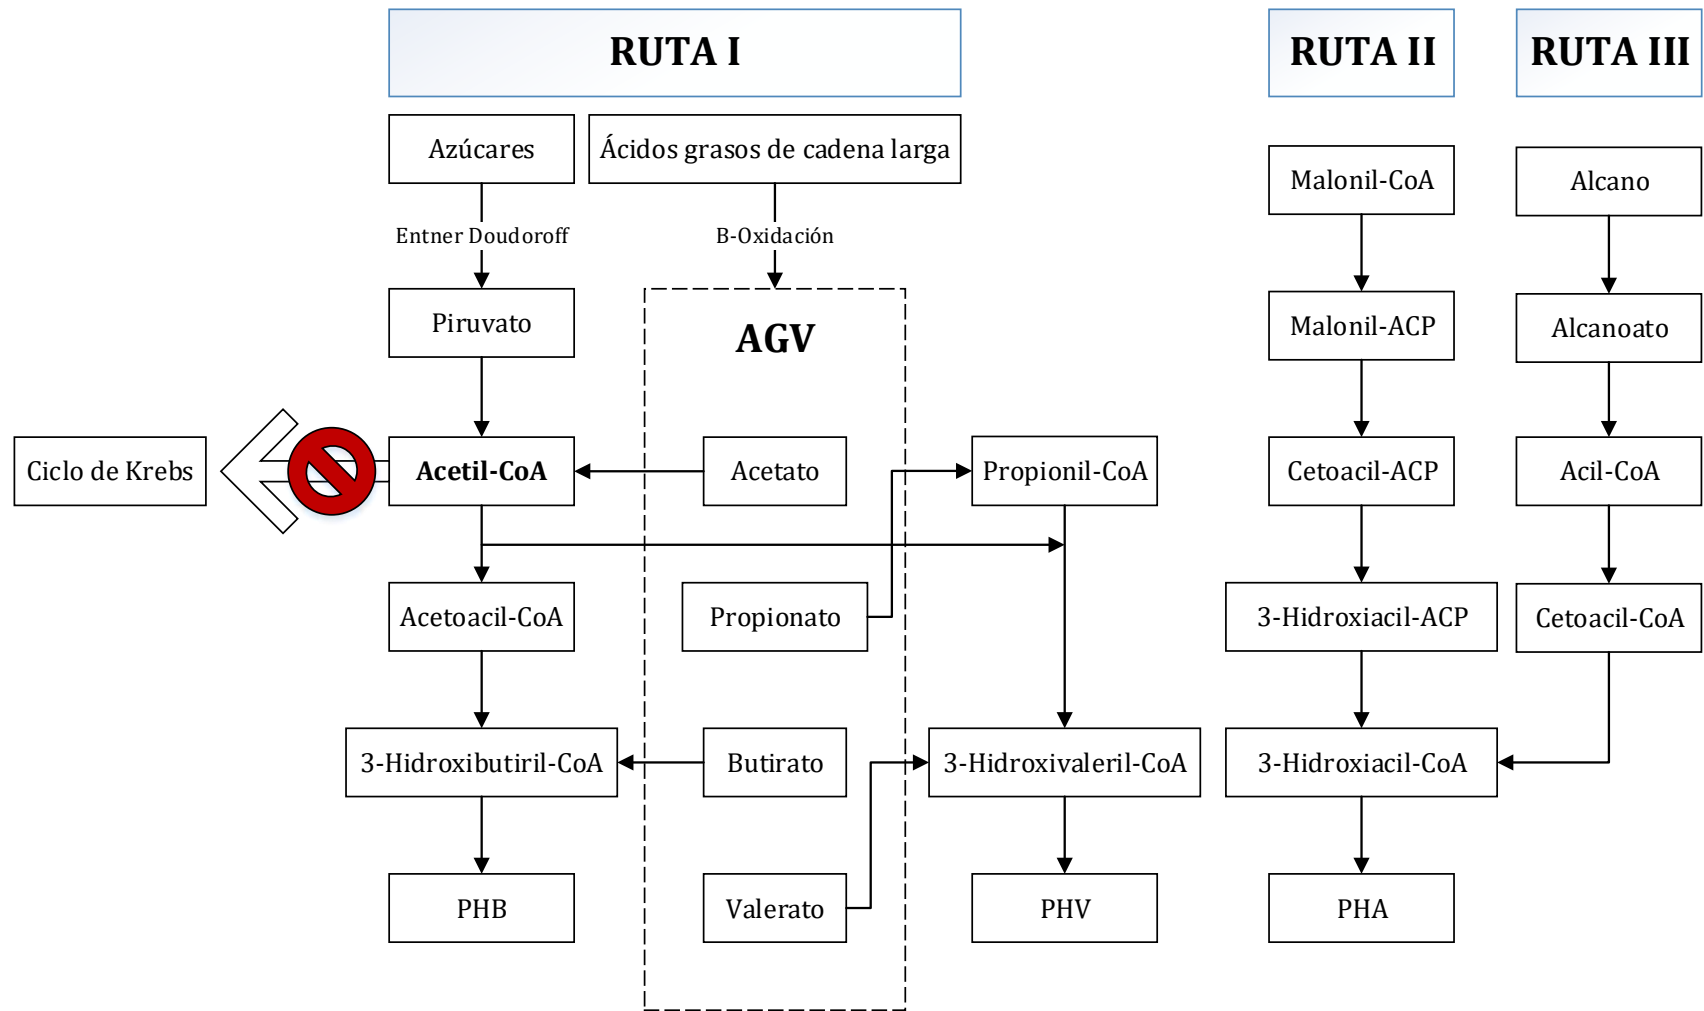 RUTA I
RUTA II
RUTA III
Azúcares
Ácidos grasos de cadena larga
Malonil-CoA
Alcano
Entner Doudoroff
B-Oxidación
Piruvato
AGV
Malonil-ACP
Alcanoato
Ciclo de Krebs
Acetil-CoA
Acetato
Propionil-CoA
Cetoacil-ACP
Acil-CoA
Acetoacil-CoA
Propionato
3-Hidroxiacil-ACP
Cetoacil-CoA
3-Hidroxibutiril-CoA
Butirato
3-Hidroxivaleril-CoA
3-Hidroxiacil-CoA
PHB
Valerato
PHV
PHA